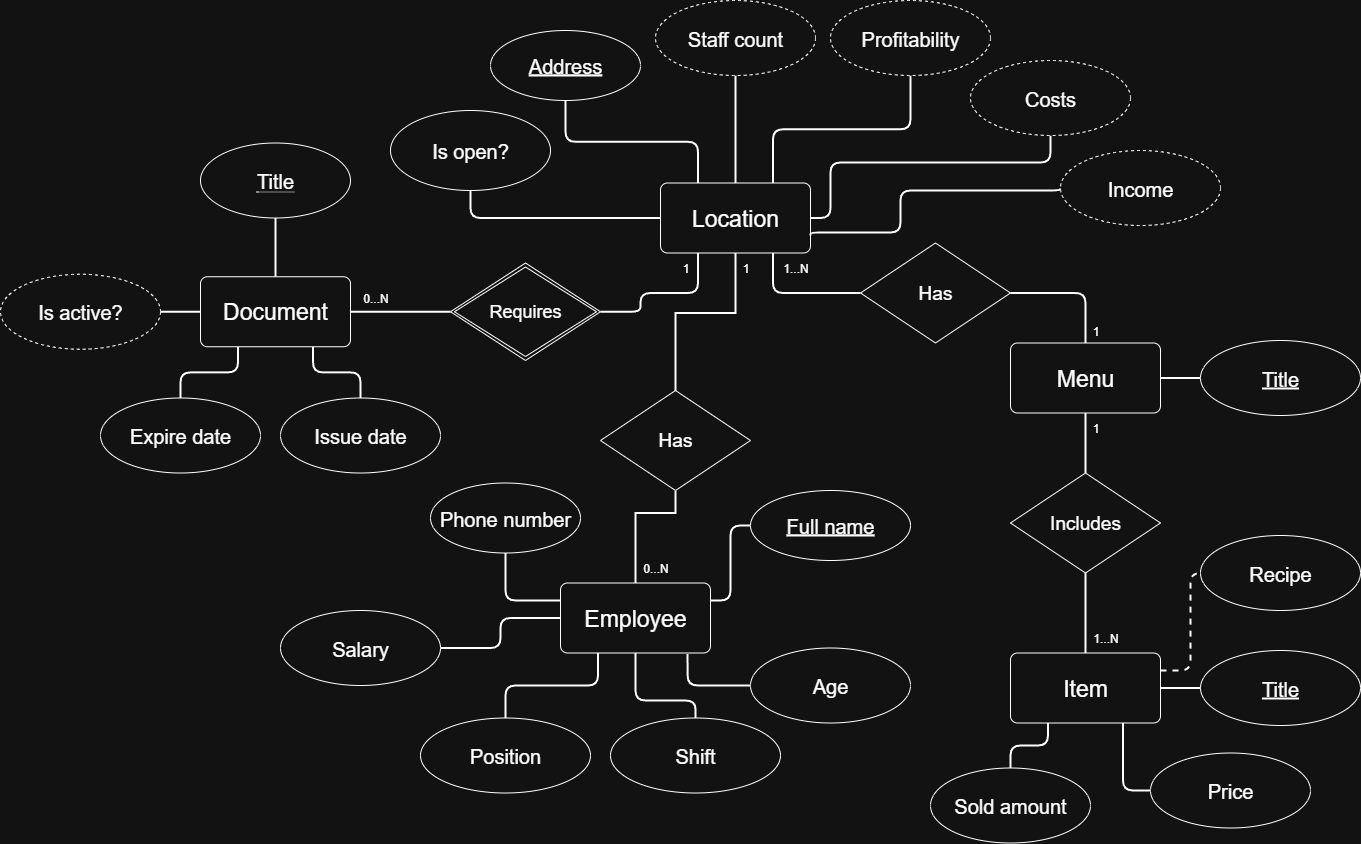 Staff count
Profitability
Address
Costs
Is open?
Title
Income
Location
1
1
1...N
Has
0...N
Is active?
Document
Requires
1
Menu
Title
Expire date
Issue date
1
Has
Phone number
Full name
Includes
0...N
Recipe
Employee
1...N
Salary
Age
Item
Title
Position
Shift
Sold amount
Price